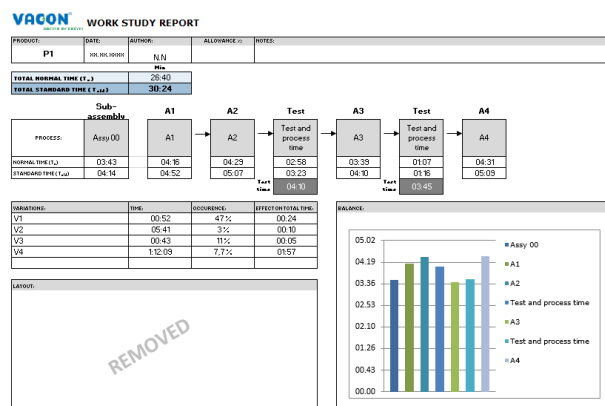 VACON WORK STUDY REPORT
PRODUCT: DATE: AUTHOR: ALLOWANCE %: NOTES:
P1 XX.XX.XXXX N.N
Min
TOTAL NORMAL TIME (Tn) 26:40
TOTAL STANDARD TIME (Tstd) 30:24
Sub-assembly A1 A2 Test A3 Test A4
PROCESS: Assy 00 A1 A2 Test and process time A3 Test and process time A4
NORMAL TIME (Tn) 03:43 04:16 04:29 02:58 03:39 01:07 04:31
STANDARD TIME (Tstd) 04:14 04:52 05:07 03:23 04:10 01:16 05:09
Test time 04:10 Test time 03:45
VARIATIONS: TIME: OCCURENCE: EFFECT ON TOTAL TIME: BALANCE:
V1 00:52 47% 00:24
V2 05:41 3% 00:10
V3 00:43 11% 00:05
V4 1:12:09 7,7% 01:57
LAYOUT:
REMOVED
05.02
04.19
03.36
02.53
02.10
01.26
00.43
00.00
Assy 00
A1
A2
Test and process time
A3
Test and process time
A4